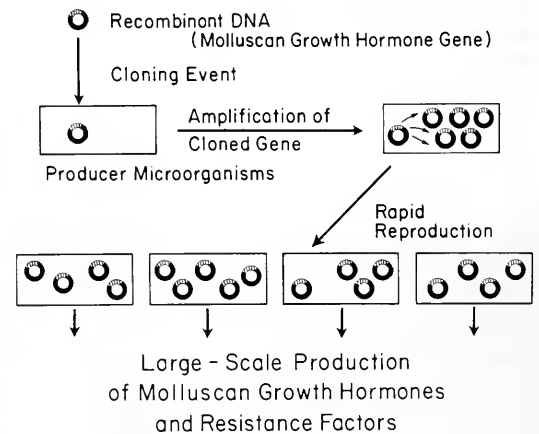 Recombinant DNA
(Molluscan Growth Hormone Gene)
Cloning Event
Amplification of
Cloned Gene
Producer Microorganisms
Rapid
Reproduction
Large-Scale Production
of Molluscan Growth Hormones
and Resistance Factors